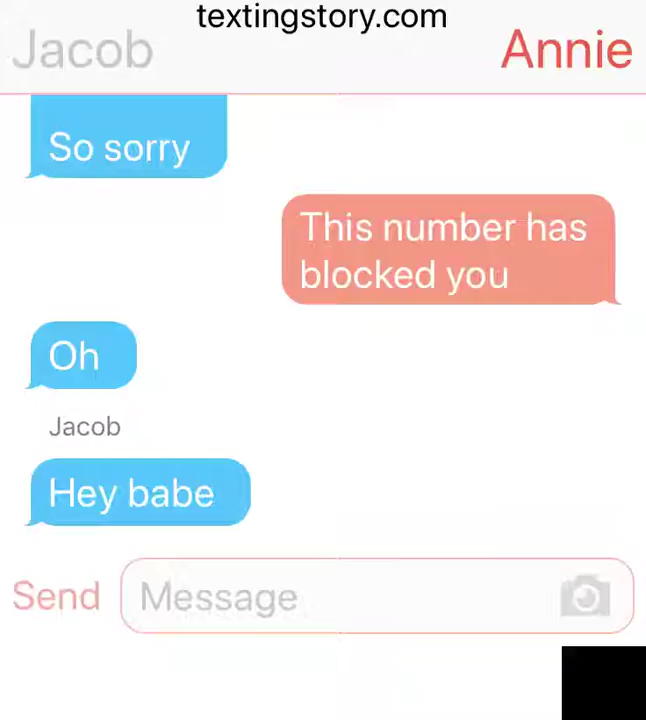 textingstory.com
Jacob
Annie
So sorry
This number has
blocked you
Oh
Jacob
Hey babe
Send
Message